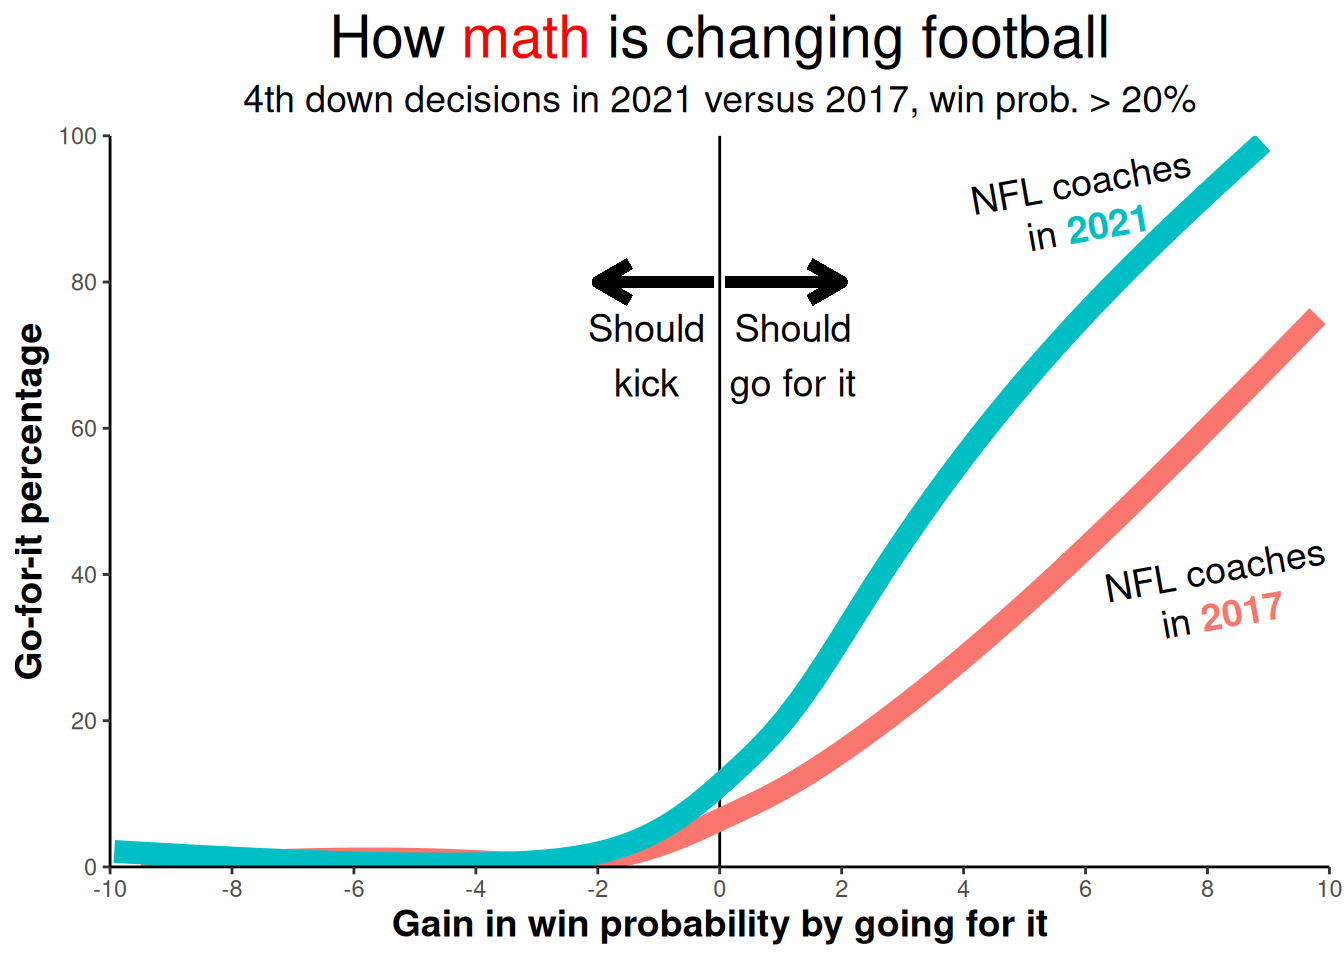 How math is changing football
4th down decisions in 2021 versus 2017, win prob. > 20%
Go-for-it percentage
100
80
60
40
20
0
Should
kick
Should
go for it
NFL coaches
in 2021
NFL coaches
in 2017
-10 -8 -6 -4 -2 0 2 4 6 8 10
Gain in win probability by going for it